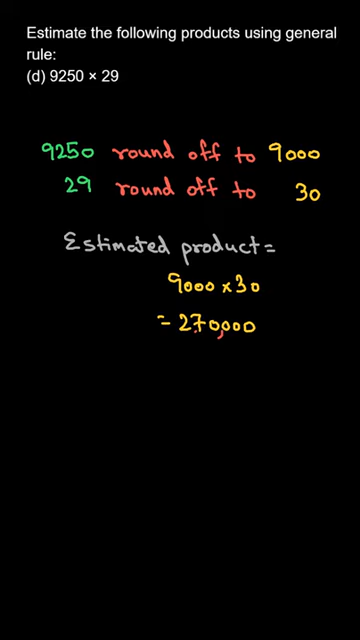 Estimate the following products using general
rule:
(d) 9250 × 29
9250 round off to 9000
29 round off to 30
Estimated product =
9000 × 30
= 270,000